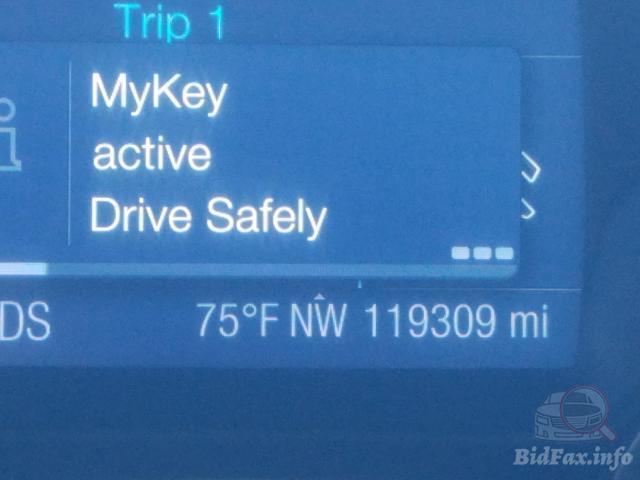 Trip 1
MyKey
active
Drive Safely
DS 75°F NW 119309 mi
BidFax.info